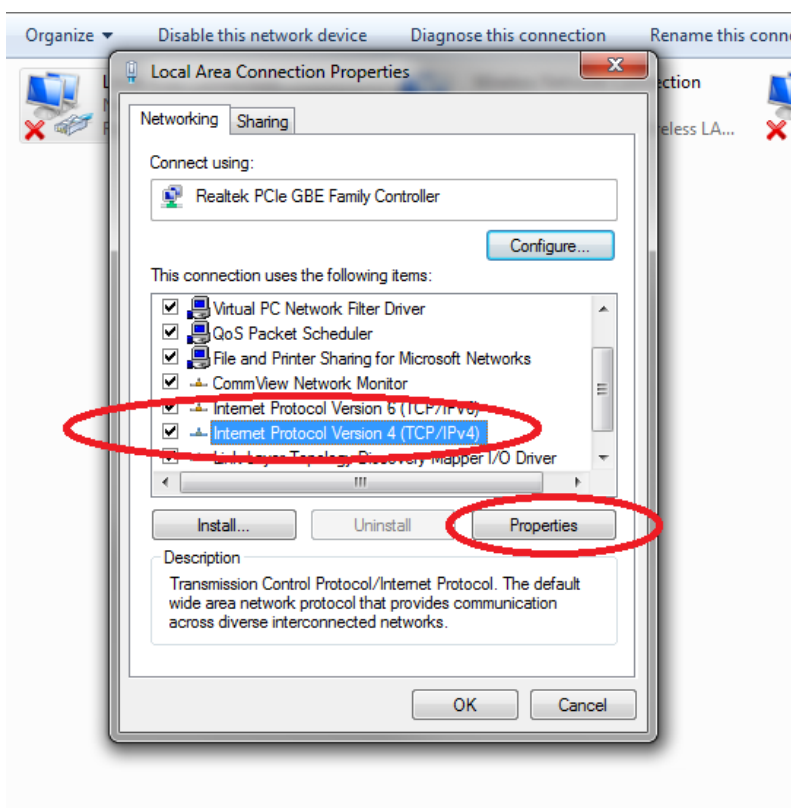 Organize Disable this network device Diagnose this connection Rename this conn
Local Area Connection Properties
ection
reless LA...
Networking Sharing
Connect using:
Realtek PCIe GBE Family Controller
Configure...
This connection uses the following items:
Virtual PC Network Filter Driver
QoS Packet Scheduler
File and Printer Sharing for Microsoft Networks
CommView Network Monitor
Internet Protocol Version 6 (TCP/IPv6)
Internet Protocol Version 4 (TCP/IPv4)
Link-Layer Topology Discovery Mapper I/O Driver
Install... Uninstall Properties
Description
Transmission Control Protocol/Internet Protocol. The default
wide area network protocol that provides communication
across diverse interconnected networks.
OK Cancel